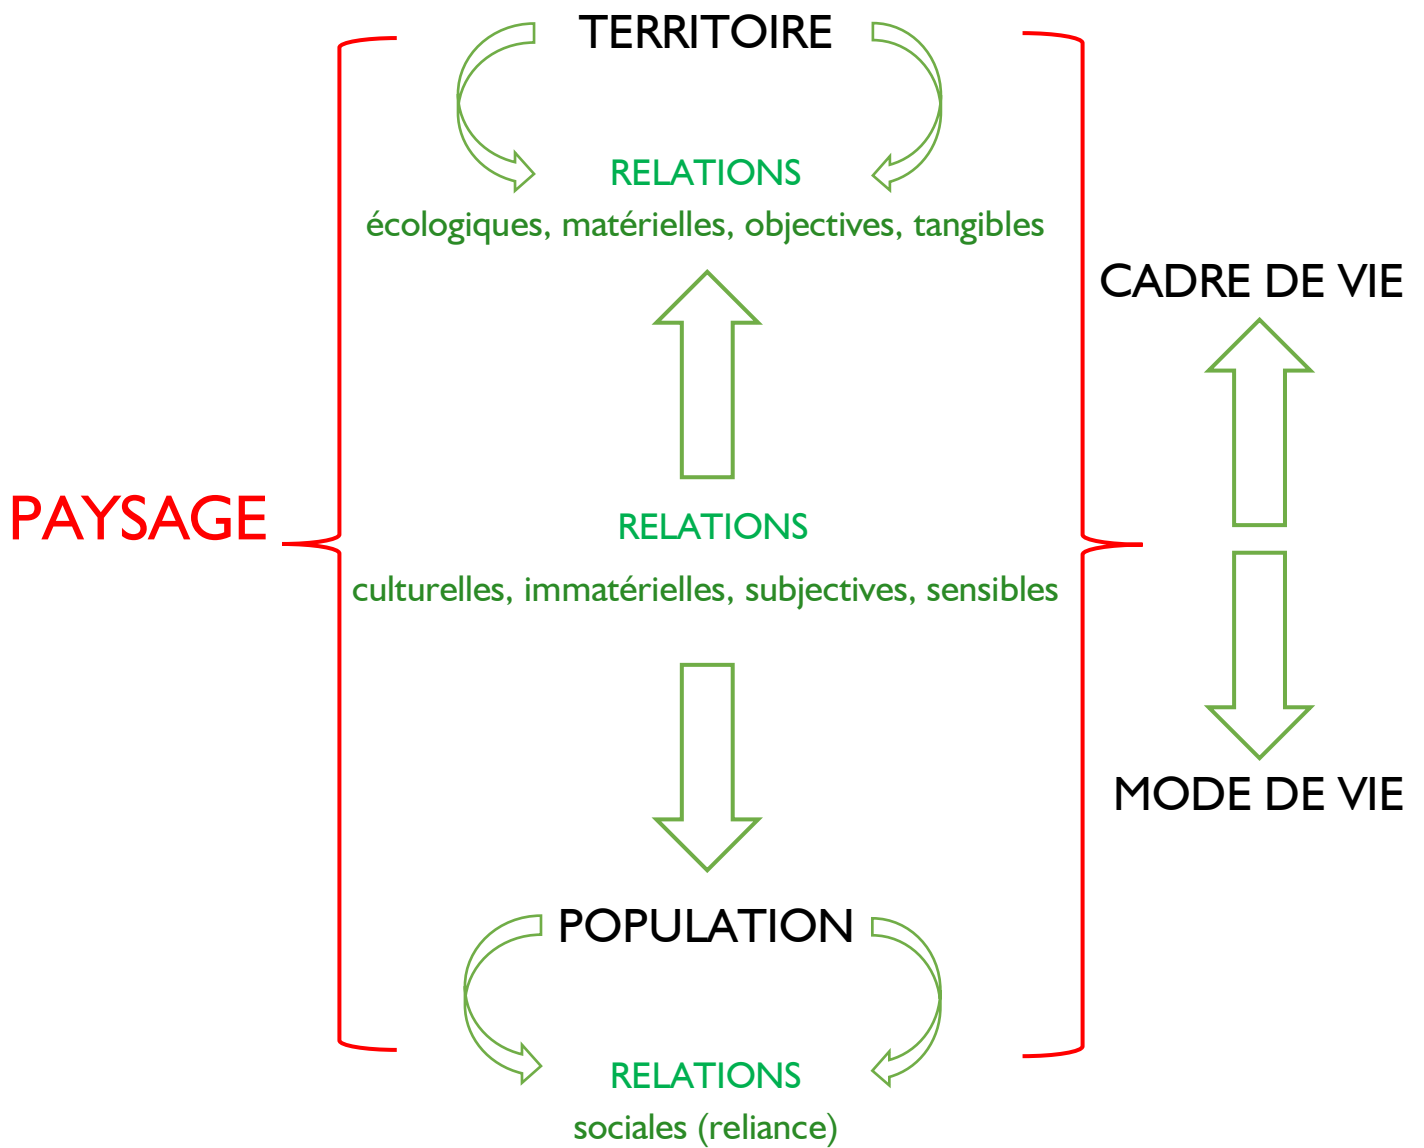 TERRITOIRE
RELATIONS
écologiques, matérielles, objectives, tangibles
CADRE DE VIE
PAYSAGE
RELATIONS
culturelles, immatérielles, subjectives, sensibles
MODE DE VIE
POPULATION
RELATIONS
sociales (reliance)